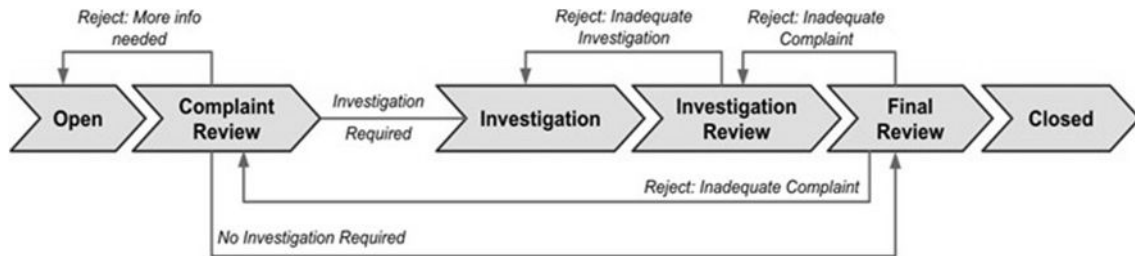 Reject: More info
needed
Reject: Inadequate
Investigation
Reject: Inadequate
Complaint
Open
Complaint
Review
Investigation
Required
Investigation
Investigation
Review
Final
Review
Closed
Reject: Inadequate Complaint
No Investigation Required